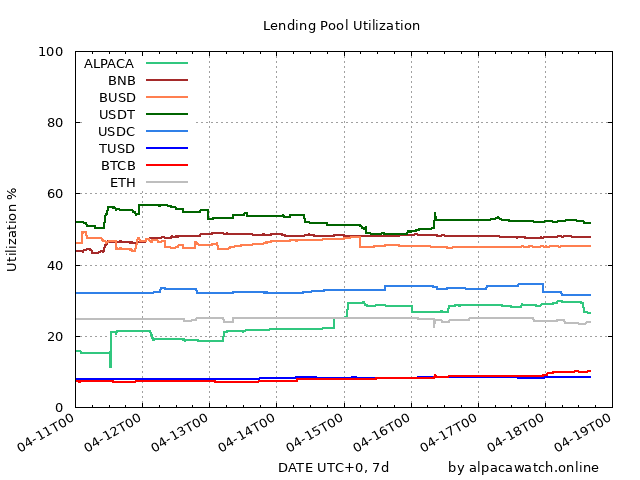 Lending Pool Utilization
100
80
60
40
20
0
Utilization %
ALPACA
BNB
BUSD
USDT
USDC
TUSD
BTCB
ETH
04-11T00
04-12T00
04-13T00
04-14T00
04-15T00
04-16T00
04-17T00
04-18T00
04-19T00
DATE UTC+0, 7d
by alpacawatch.online